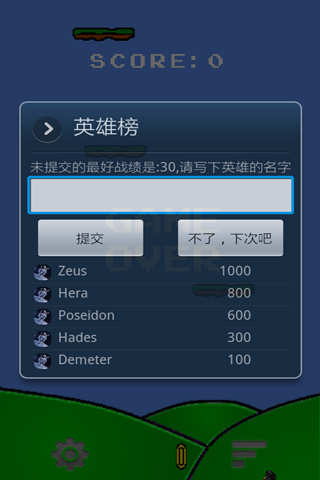 SCORE: 0
英雄榜
未提交的最好战绩是:30,请写下英雄的名字
GAME
OVER
提交 不了，下次吧
Zeus 1000
Hera 800
Poseidon 600
Hades 300
Demeter 100